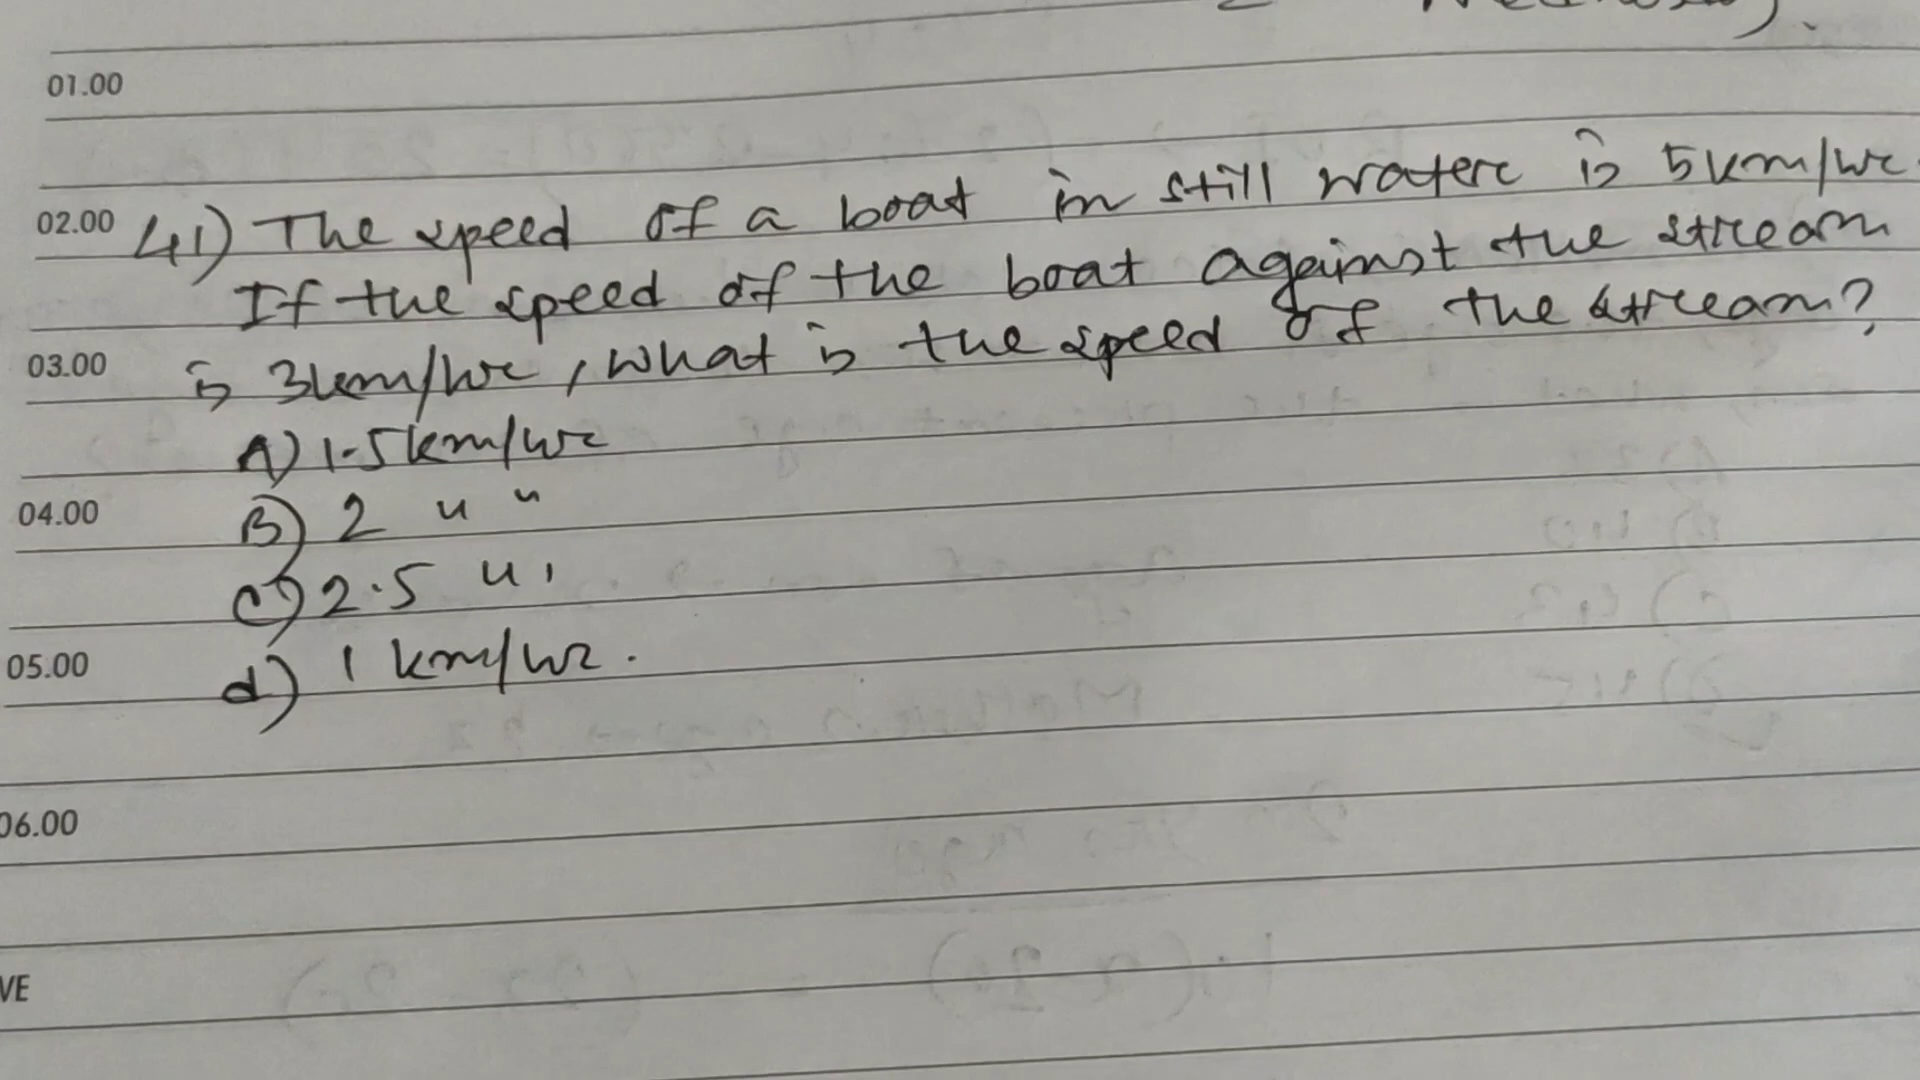 01.00
02.00 41) The speed of a boat in still water is 5km/hr.
If the speed of the boat against the stream
03.00 is 3km/hr, what is the speed of the stream?
A) 1.5km/hr
04.00 B) 2 " "
C) 2.5 " "
05.00 d) 1 km/hr.
06.00
VE